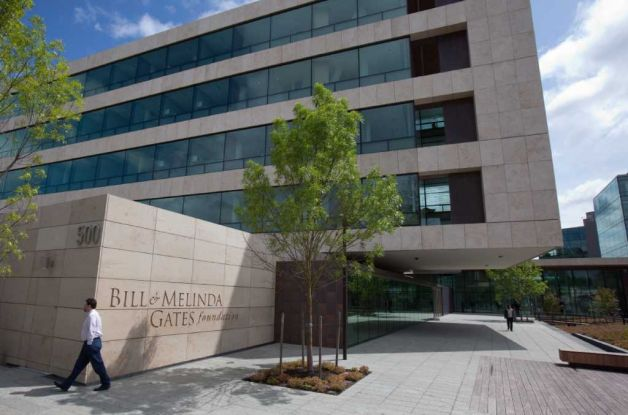 500
BILL & MELINDA
GATES foundation